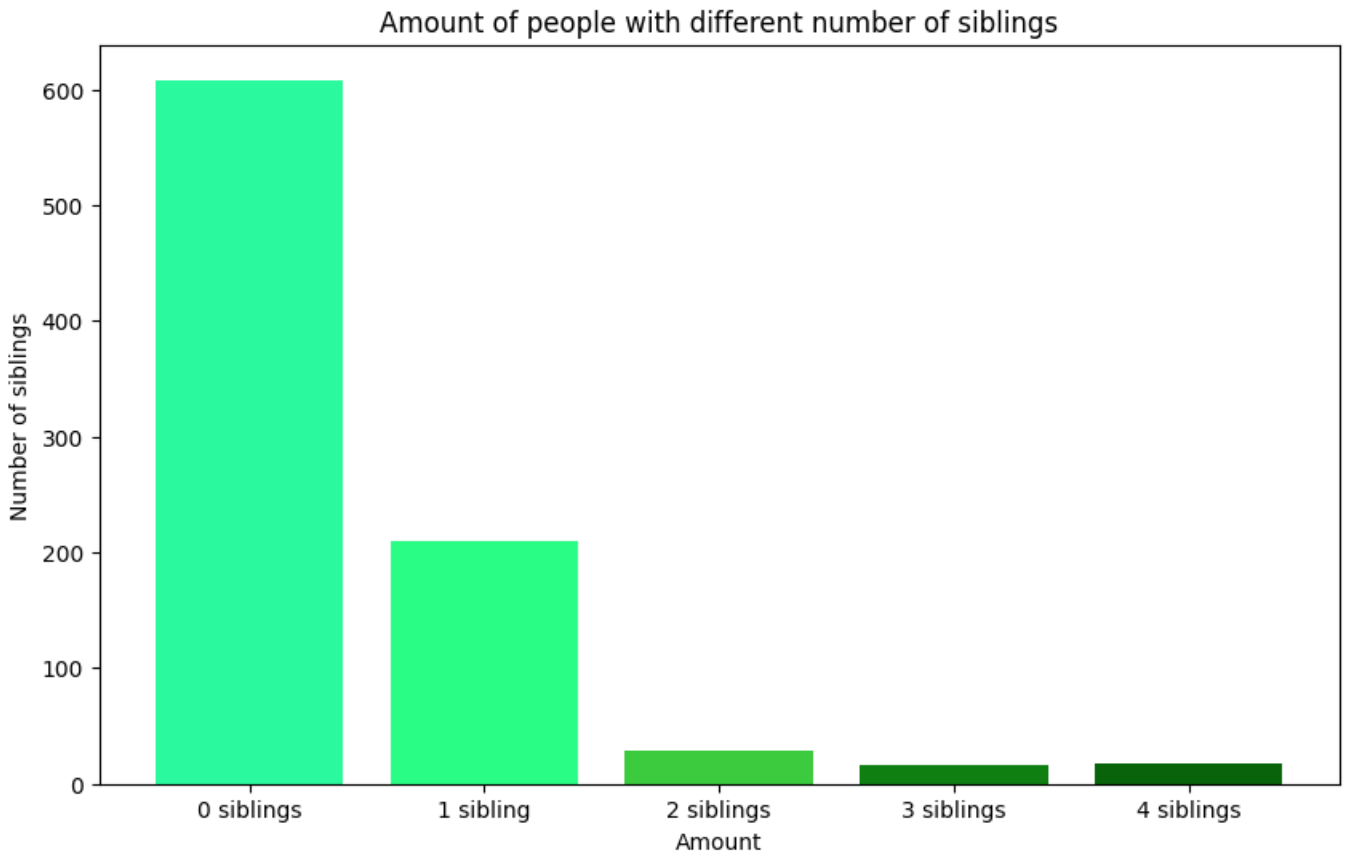 Amount of people with different number of siblings
Number of siblings
600
500
400
300
200
100
0
0 siblings
1 sibling
2 siblings
3 siblings
4 siblings
Amount